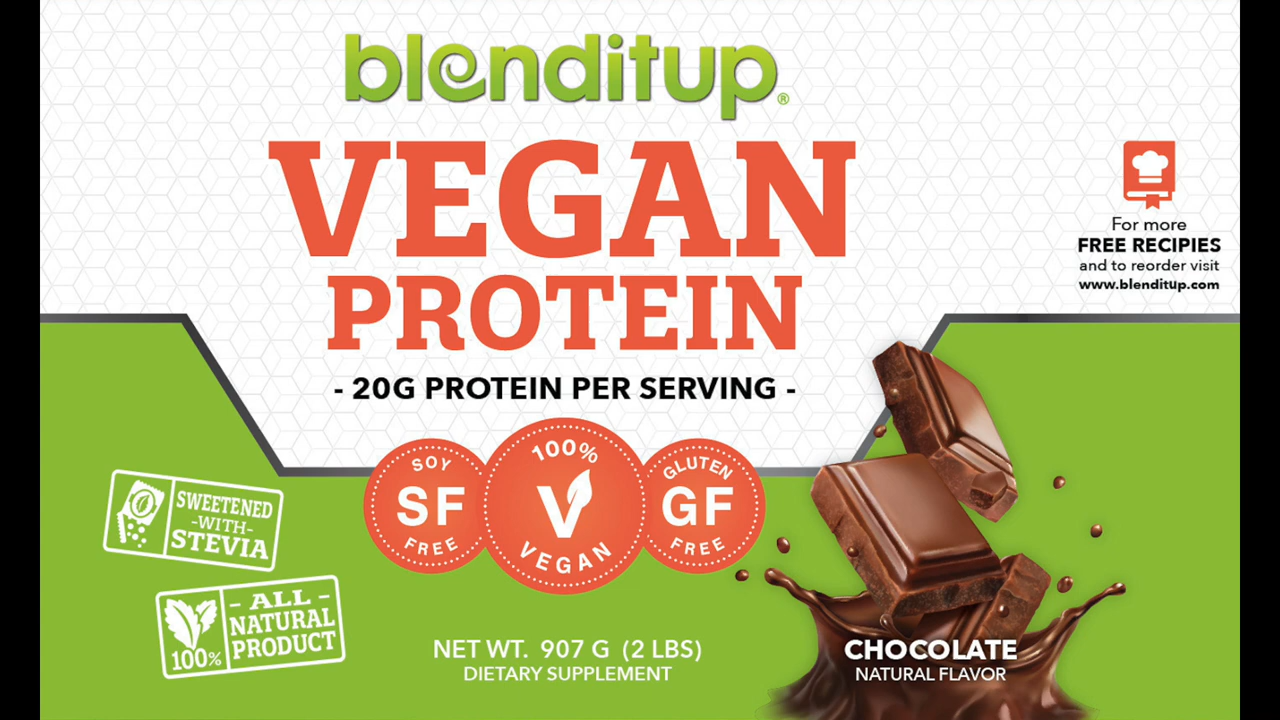 blenditup®
VEGAN
PROTEIN
- 20G PROTEIN PER SERVING -
For more
FREE RECIPIES
and to reorder visit
www.blenditup.com
SOY
SF
FREE
100%
V
VEGAN
GLUTEN
GF
FREE
SWEETENED
-WITH-
STEVIA
- ALL -
NATURAL
PRODUCT
100%
NET WT. 907 G (2 LBS)
DIETARY SUPPLEMENT
CHOCOLATE
NATURAL FLAVOR